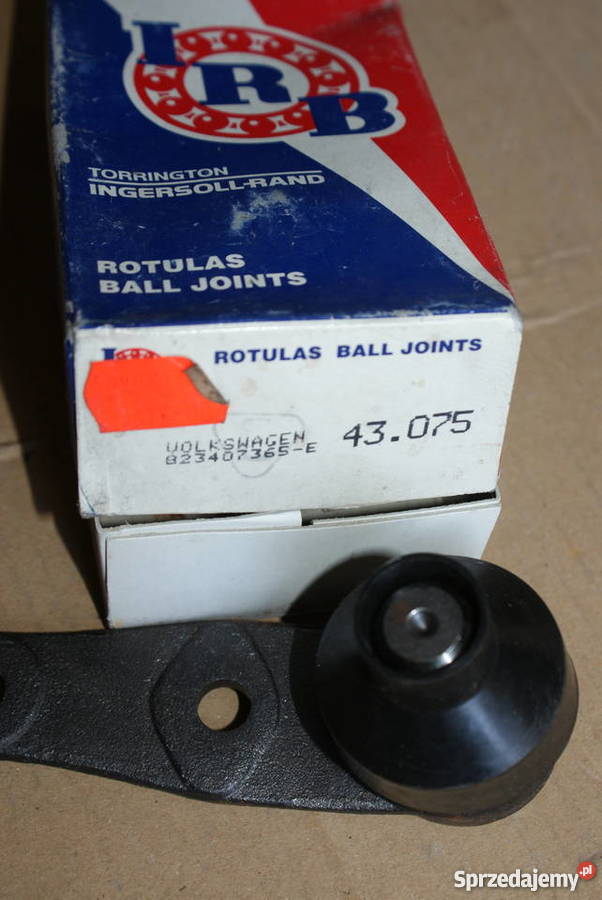 IRB
TORRINGTON
INGERSOLL-RAND
ROTULAS
BALL JOINTS
ROTULAS BALL JOINTS
VOLKSWAGEN
823407365-E
43.075
Sprzedajemy.pl